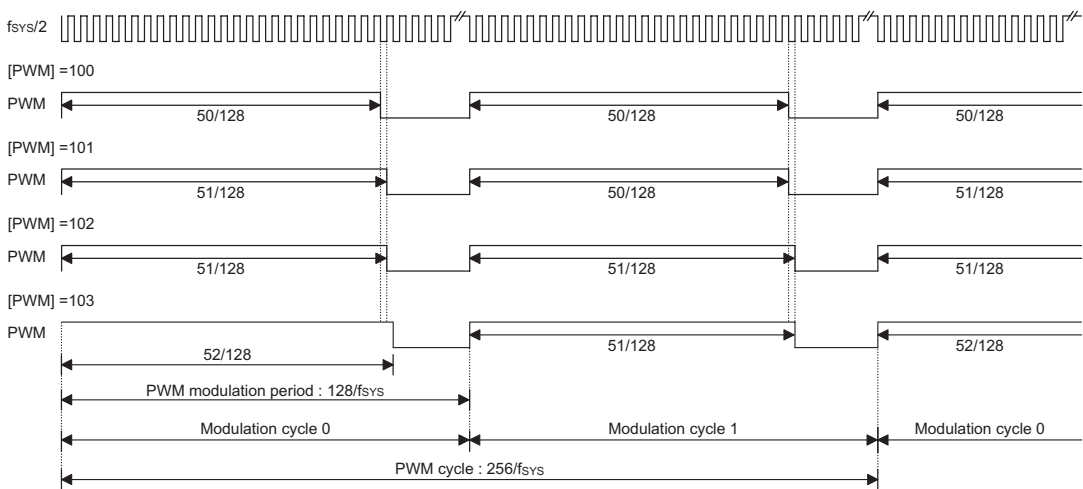 fSYS/2
[PWM] =100
PWM
50/128 50/128 50/128
[PWM] =101
PWM
51/128 50/128 51/128
[PWM] =102
PWM
51/128 51/128 51/128
[PWM] =103
PWM
52/128 51/128 52/128
PWM modulation period : 128/fSYS
Modulation cycle 0 Modulation cycle 1 Modulation cycle 0
PWM cycle : 256/fSYS